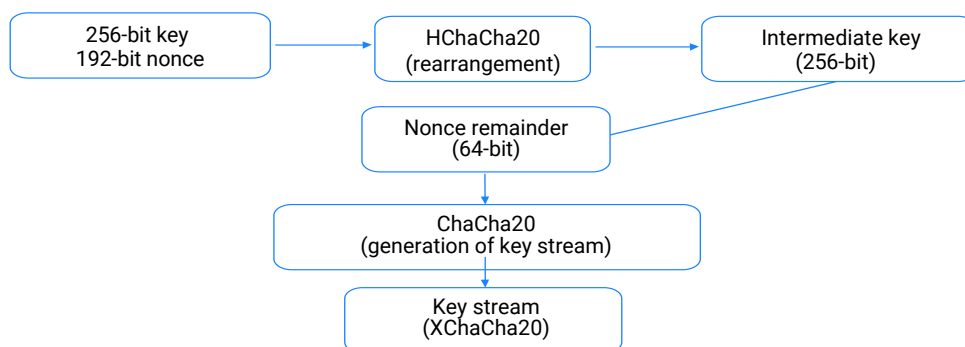 256-bit key
192-bit nonce
HChaCha20
(rearrangement)
Intermediate key
(256-bit)
Nonce remainder
(64-bit)
ChaCha20
(generation of key stream)
Key stream
(XChaCha20)